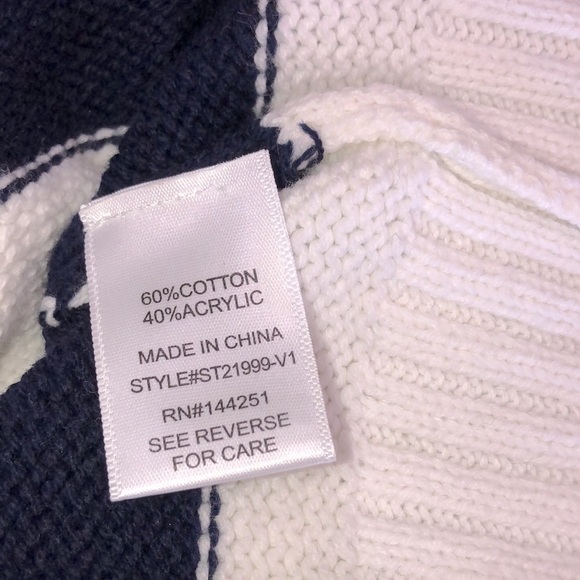 60%COTTON
40%ACRYLIC
MADE IN CHINA
STYLE#ST21999-V1
RN#144251
SEE REVERSE
FOR CARE